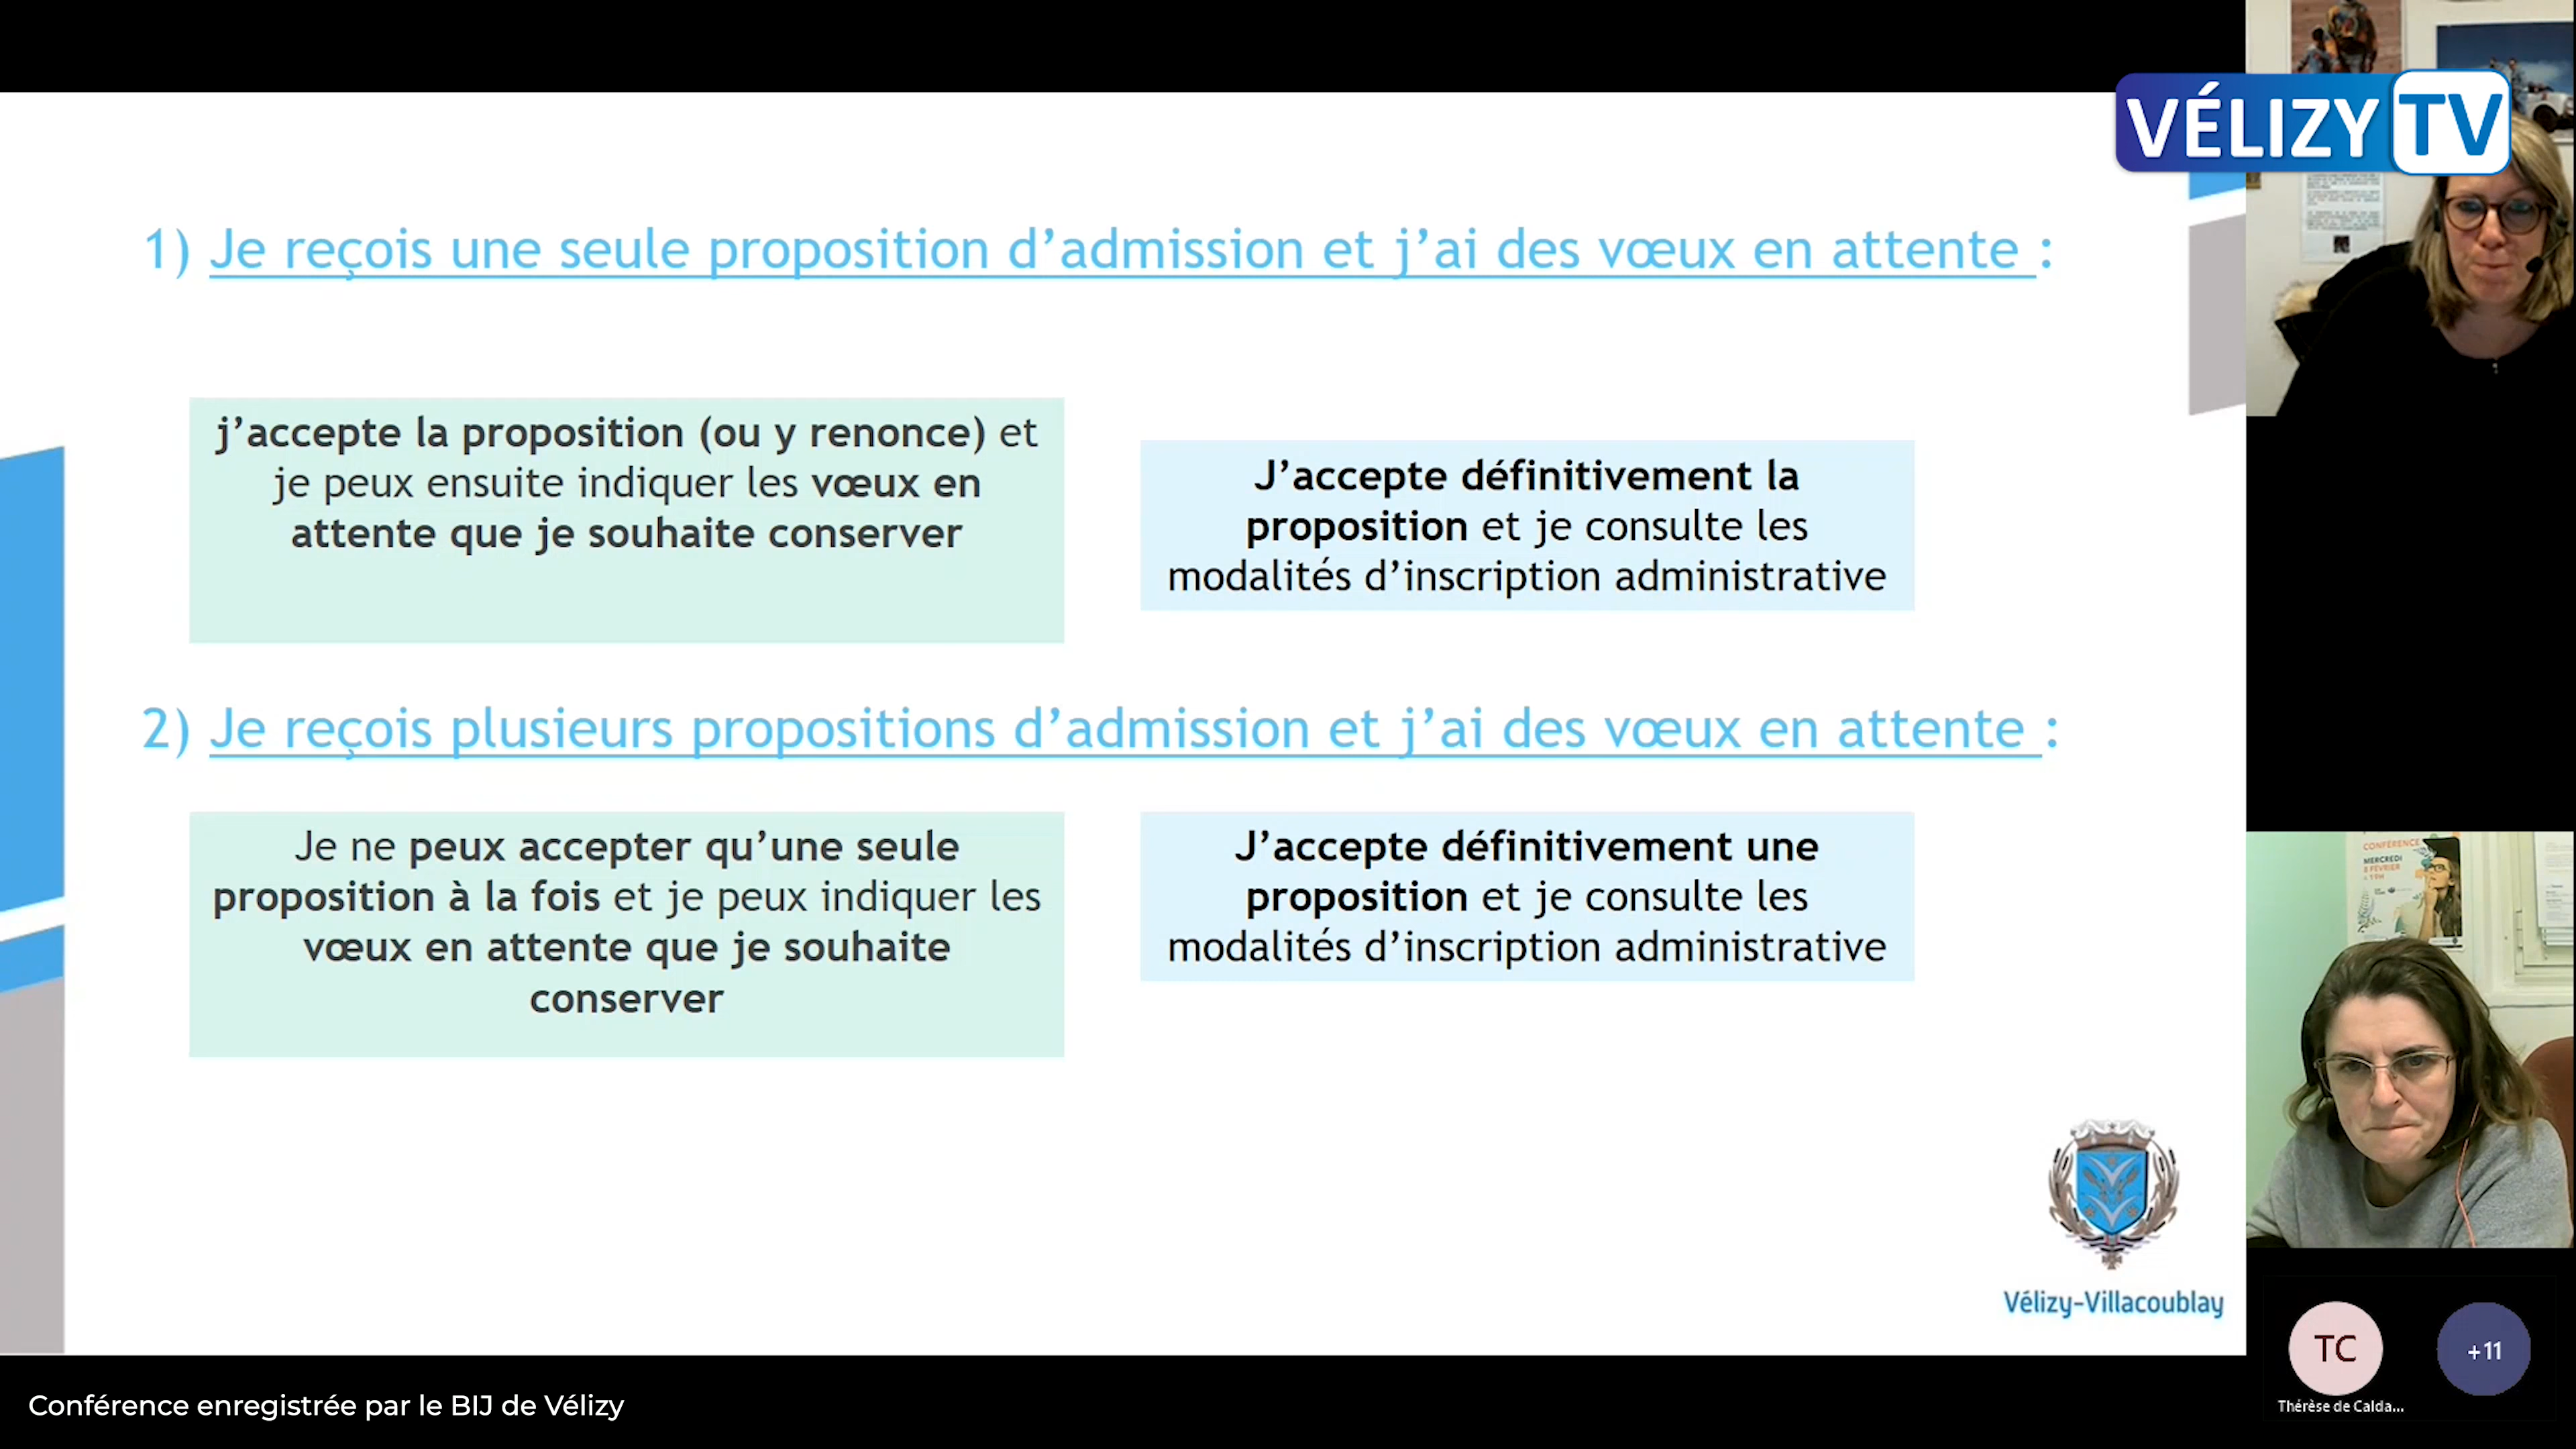 VÉLIZY TV
1) Je reçois une seule proposition d’admission et j’ai des vœux en attente :
j’accepte la proposition (ou y renonce) et
je peux ensuite indiquer les vœux en
attente que je souhaite conserver
J’accepte définitivement la
proposition et je consulte les
modalités d’inscription administrative
2) Je reçois plusieurs propositions d’admission et j’ai des vœux en attente :
Je ne peux accepter qu’une seule
proposition à la fois et je peux indiquer les
vœux en attente que je souhaite
conserver
J’accepte définitivement une
proposition et je consulte les
modalités d’inscription administrative
CONFÉRENCE
MERCREDI
8 FÉVRIER
Vélizy-Villacoublay
TC
+11
Thérèse de Calda...
Conférence enregistrée par le BIJ de Vélizy